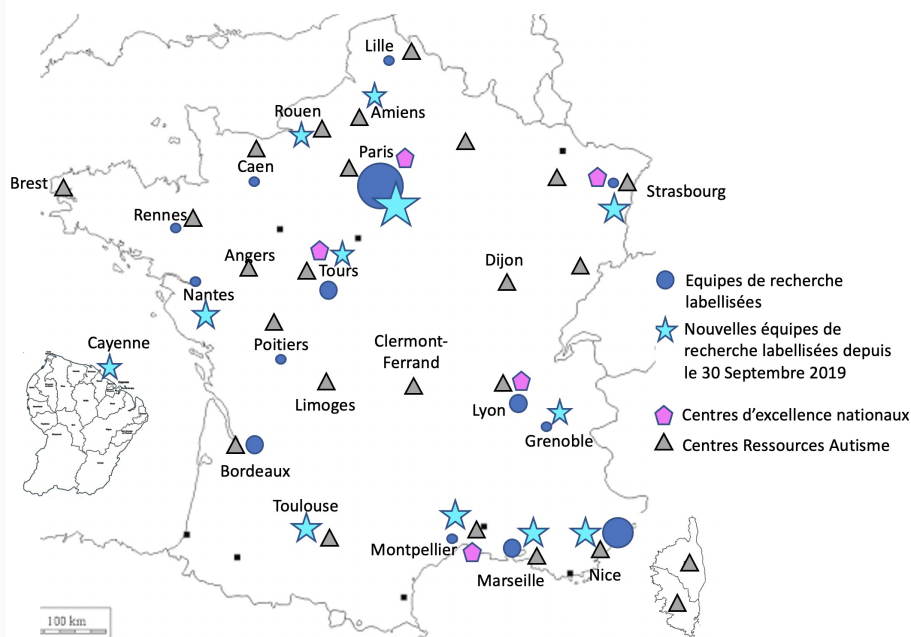 Lille
Rouen
Amiens
Caen
Paris
Brest
Strasbourg
Rennes
Angers
Tours
Dijon
Nantes
Equipes de recherche
labellisées
Nouvelles équipes de
recherche labellisées depuis
le 30 Septembre 2019
Cayenne
Poitiers
Clermont-
Ferrand
Limoges
Lyon
Centres d'excellence nationaux
Grenoble
Centres Ressources Autisme
Bordeaux
Toulouse
Montpellier
Marseille
Nice
100 km